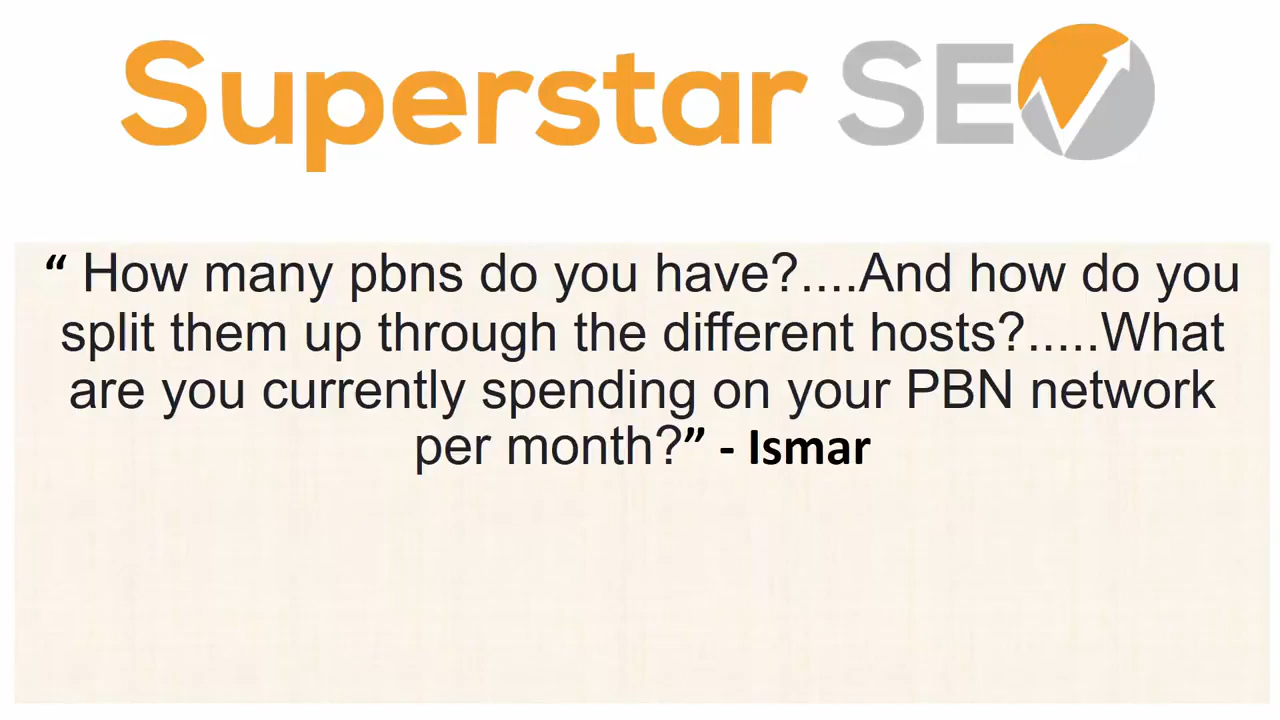 Superstar SEO
“ How many pbns do you have?....And how do you
split them up through the different hosts?.....What
are you currently spending on your PBN network
per month?” - Ismar